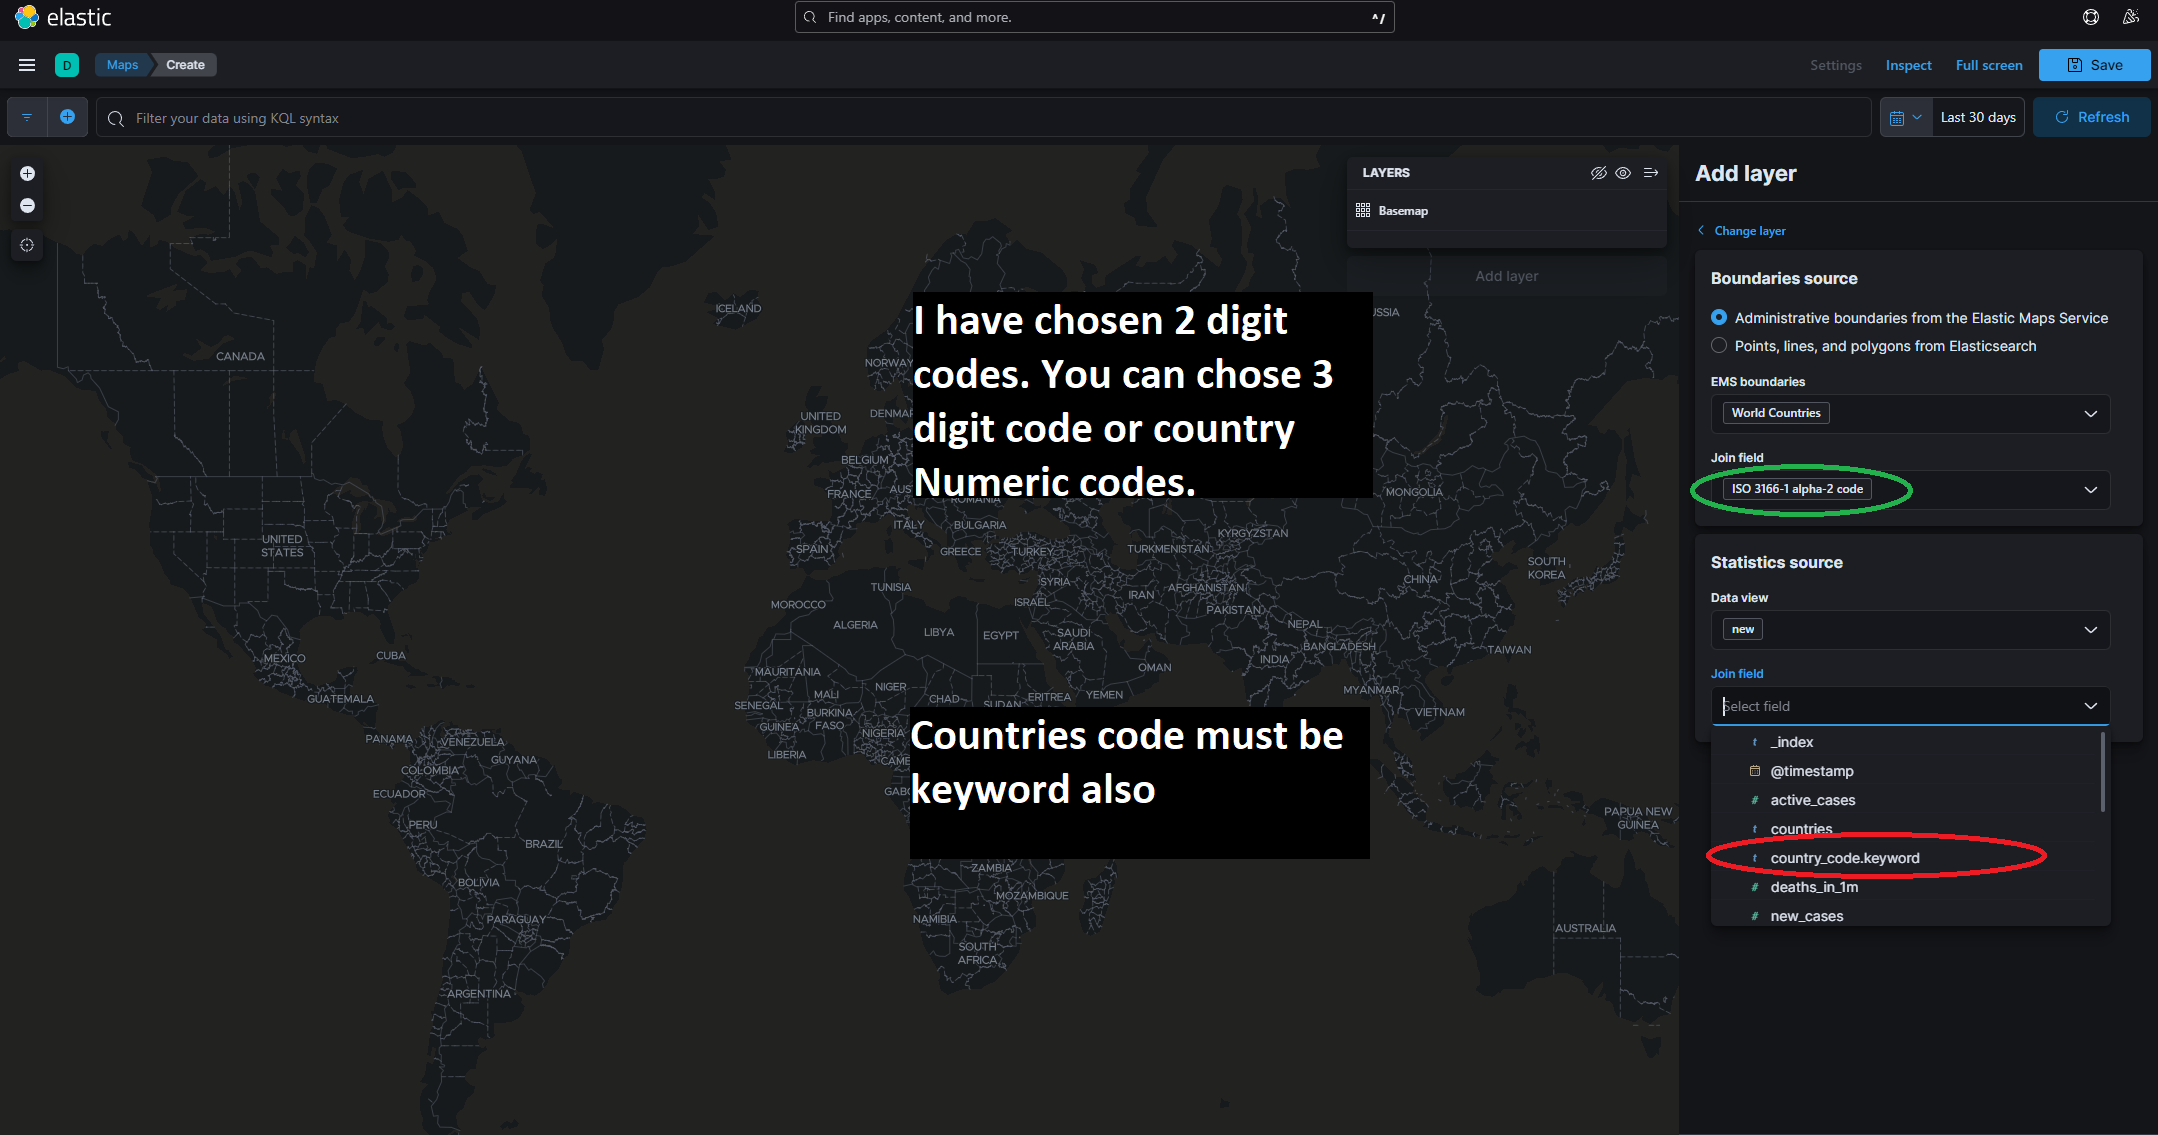 elastic
Find apps, content, and more.
^/
D
Maps
Create
Settings
Inspect
Full screen
Save
Filter your data using KQL syntax
Last 30 days
Refresh
LAYERS
Basemap
Add layer
I have chosen 2 digit
codes. You can chose 3
digit code or country
Numeric codes.
Countries code must be
keyword also
ICELAND
CANADA
NORWAY
UNITED
KINGDOM
BELGIUM
FRANCE
ROMANIA
MONGOLIA
ITALY
BULGARIA
KYRGYZSTAN
UNITED
STATES
SPAIN
GREECE
TURKEY
TURKMENISTAN
SOUTH
KOREA
SYRIA
CHINA
TUNISIA
IRAN
AFGHANISTAN
MOROCCO
ISRAEL
PAKISTAN
ALGERIA
LIBYA
EGYPT
SAUDI
ARABIA
NEPAL
BANGLADESH
TAIWAN
MEXICO
CUBA
INDIA
OMAN
MAURITANIA
MYANMAR
GUATEMALA
MALI
NIGER
CHAD
ERITREA
YEMEN
SENEGAL
BURKINA
FASO
SUDAN
VIETNAM
GUINEA
NIGERIA
PANAMA
VENEZUELA
LIBERIA
GUYANA
COLOMBIA
ECUADOR
PERU
PAPUA NEW
GUINEA
BRAZIL
ZAMBIA
BOLIVIA
MOZAMBIQUE
PARAGUAY
NAMIBIA
AUSTRALIA
SOUTH
AFRICA
ARGENTINA
Add layer
Change layer
Boundaries source
Administrative boundaries from the Elastic Maps Service
Points, lines, and polygons from Elasticsearch
EMS boundaries
World Countries
Join field
ISO 3166-1 alpha-2 code
Statistics source
Data view
new
Join field
Select field
t _index
@timestamp
# active_cases
t countries
t country_code.keyword
# deaths_in_1m
# new_cases